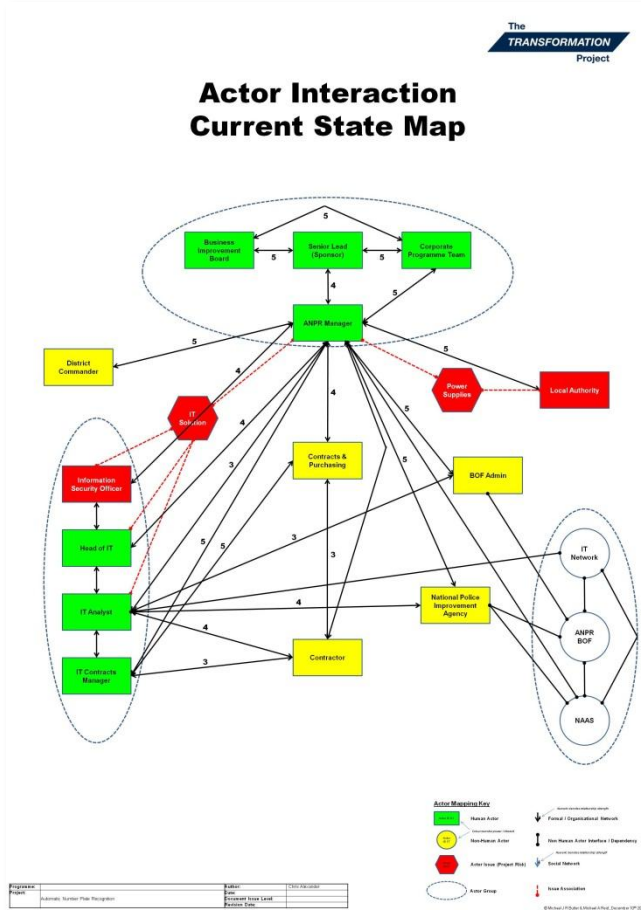 The
TRANSFORMATION
Project
Actor Interaction
Current State Map
5
Business
Improvement
Board
5
Senior Lead
(Sponsor)
5
Corporate
Programme Team
4
5
ANPR Manager
5
5
District
Commander
4
IT
Solution
4
3
5
5
4
5
5
Power
Supplies
Local Authority
Information
Security Officer
Contracts &
Purchasing
BOF Admin
Head of IT
3
3
IT
Network
IT Analyst
4
National Police
Improvement
Agency
4
ANPR
BOF
IT Contracts
Manager
3
Contractor
NAAS
Actor Mapping Key
Human Actor
Formal / Organisational Network
Non-Human Actor
Non Human Actor Interface / Dependency
Actor Issue (Project Risk)
Social Network
Actor Group
Issue Association
Programme:
Project:
Automatic Number Plate Recognition
Author:
Chris Alexander
Date:
Document Issue Level:
Revision Date: